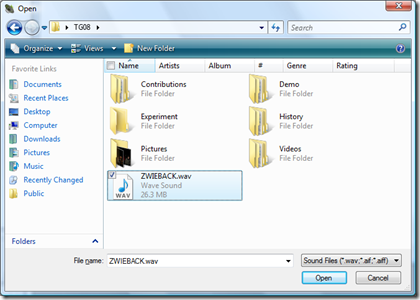 Open
TG08
Search
Organize Views New Folder
Favorite Links
Documents
Recent Places
Desktop
Computer
Downloads
Pictures
Music
Recently Changed
Public
Folders
Name Artists Album # Genre Rating
Contributions
File Folder
Demo
File Folder
Experiment
File Folder
History
File Folder
Pictures
File Folder
Videos
File Folder
ZWIEBACK.wav
Wave Sound
26.3 MB
WAV
File name: ZWIEBACK.wav
Sound Files (*.wav;*.aif;*.aiff)
Open Cancel